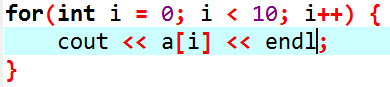 for(int i = 0; i < 10; i++) {
    cout << a[i] << endl;
}